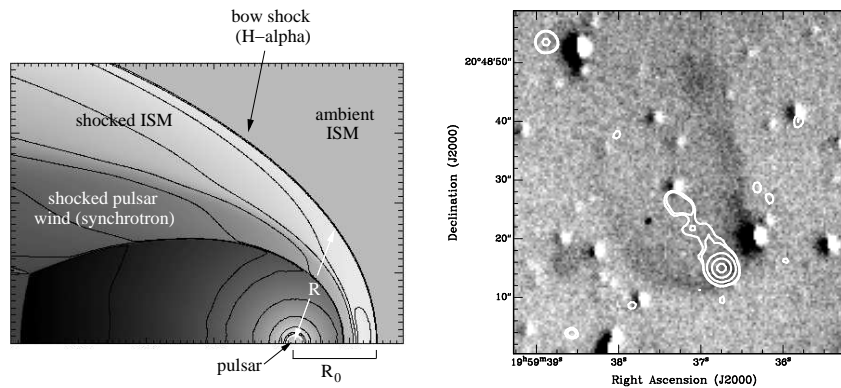 bow shock
(H–alpha)
ambient
ISM
shocked ISM
shocked pulsar
wind (synchrotron)
R
pulsar
R0
Declination (J2000)
20°48'50"
40"
30"
20"
10"
19h59m39s
38s
37s
36s
Right Ascension (J2000)